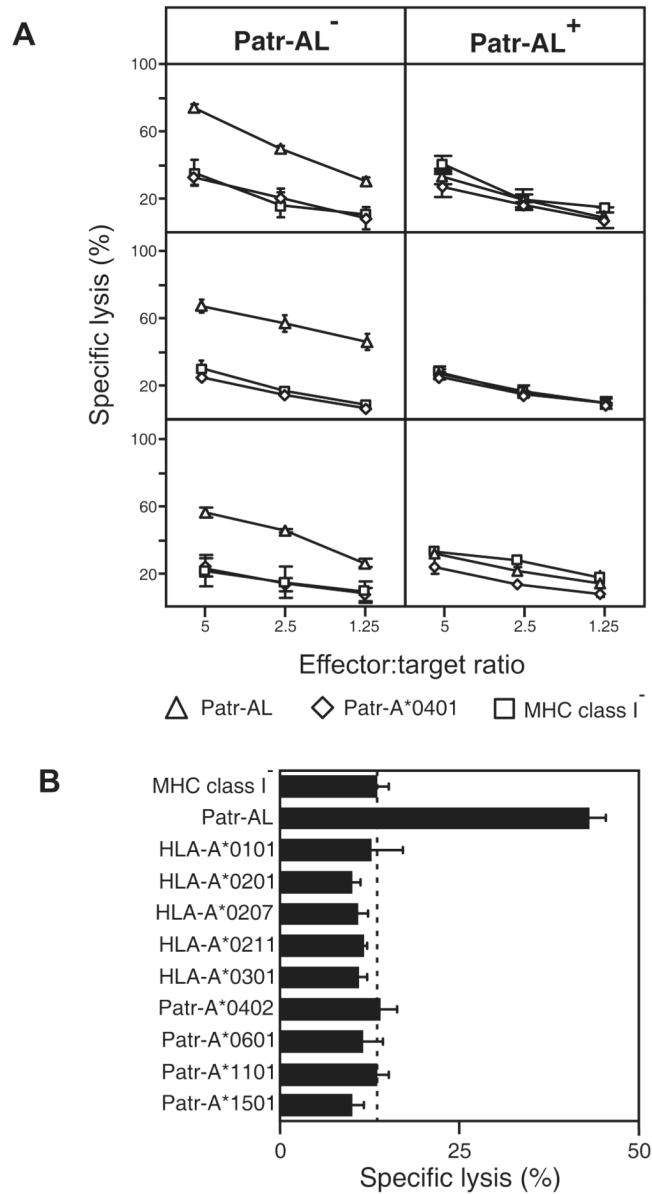 A
Patr-AL- Patr-AL+
100
60
20
100
60
20
100
60
20
Specific lysis (%)
5 2.5 1.25 5 2.5 1.25
Effector:target ratio
Patr-AL Patr-A*0401 MHC class I-
B
MHC class I-
Patr-AL
HLA-A*0101
HLA-A*0201
HLA-A*0207
HLA-A*0211
HLA-A*0301
Patr-A*0402
Patr-A*0601
Patr-A*1101
Patr-A*1501
0 25 50
Specific lysis (%)